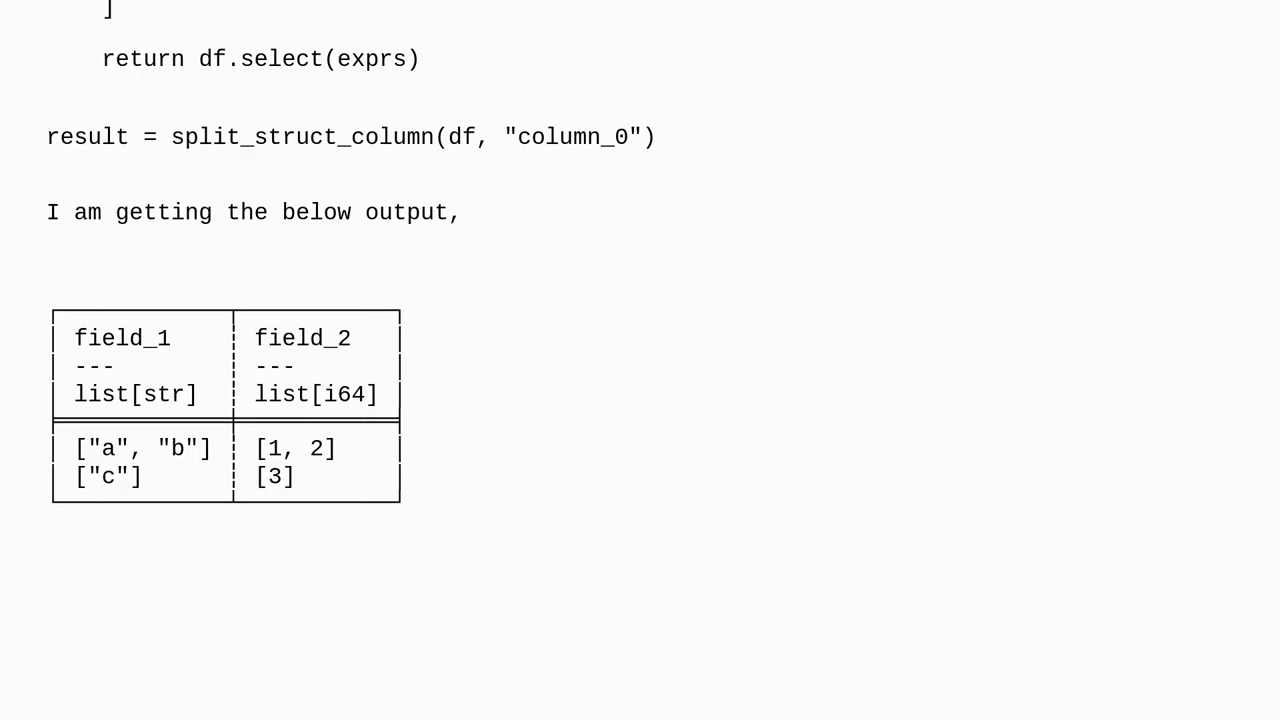 ]
return df.select(exprs)
result = split_struct_column(df, "column_0")
I am getting the below output,
field_1 ┆ field_2
--- ┆ ---
list[str] ┆ list[i64]
["a", "b"] ┆ [1, 2]
["c"] ┆ [3]